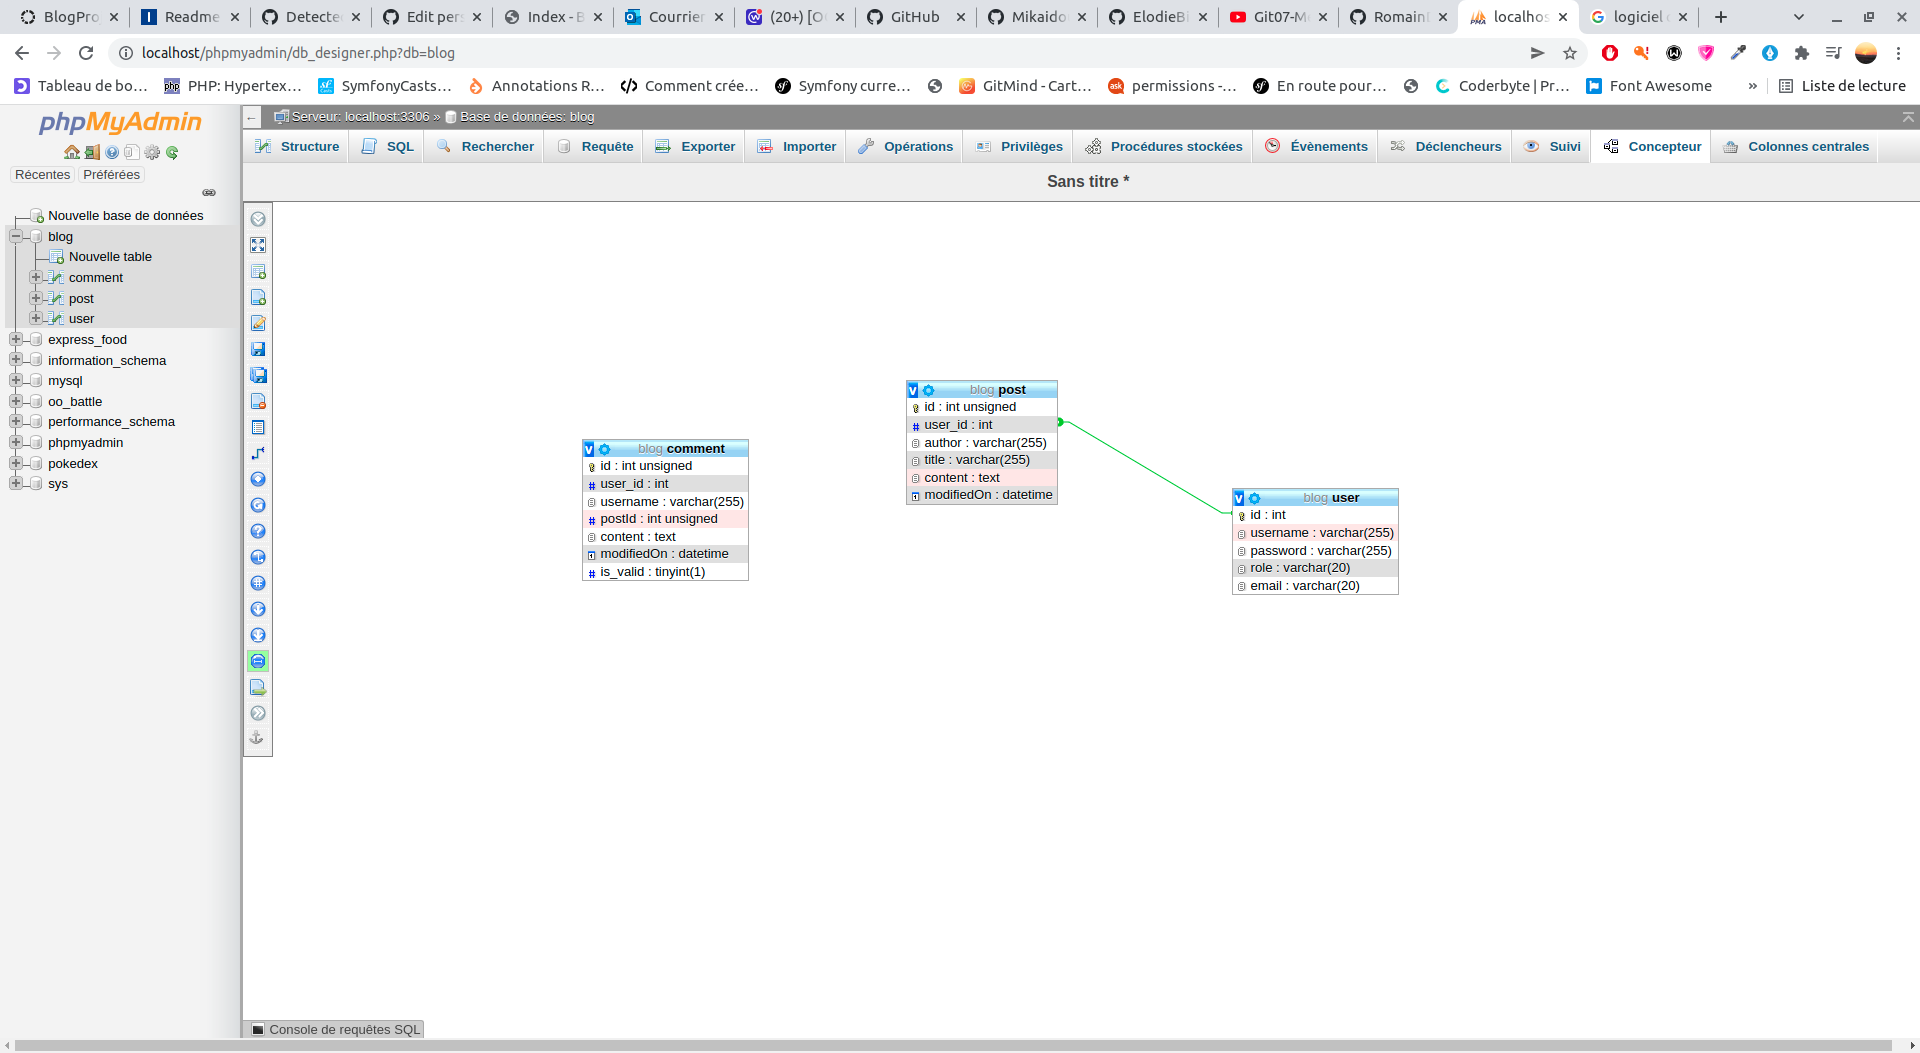 BlogPro
Readme
Detecte
Edit pers
Index - B
Courrier
(20+) [O
GitHub
Mikaido
ElodieBi
Git07-M
RomainL
localhos
logiciel
localhost/phpmyadmin/db_designer.php?db=blog
Tableau de bo…
PHP: Hypertex…
SymfonyCasts…
Annotations R…
Comment crée…
Symfony curre…
GitMind - Cart…
permissions -…
En route pour…
Coderbyte | Pr…
Font Awesome
»
Liste de lecture
phpMyAdmin
Récentes
Préférées
Nouvelle base de données
blog
Nouvelle table
comment
post
user
express_food
information_schema
mysql
oo_battle
performance_schema
phpmyadmin
pokedex
sys
Serveur: localhost:3306 » Base de données: blog
Structure
SQL
Rechercher
Requête
Exporter
Importer
Opérations
Privilèges
Procédures stockées
Évènements
Déclencheurs
Suivi
Concepteur
Colonnes centrales
Sans titre *
blog comment
id : int unsigned
user_id : int
username : varchar(255)
postId : int unsigned
content : text
modifiedOn : datetime
is_valid : tinyint(1)
blog post
id : int unsigned
user_id : int
author : varchar(255)
title : varchar(255)
content : text
modifiedOn : datetime
blog user
id : int
username : varchar(255)
password : varchar(255)
role : varchar(20)
email : varchar(20)
Console de requêtes SQL